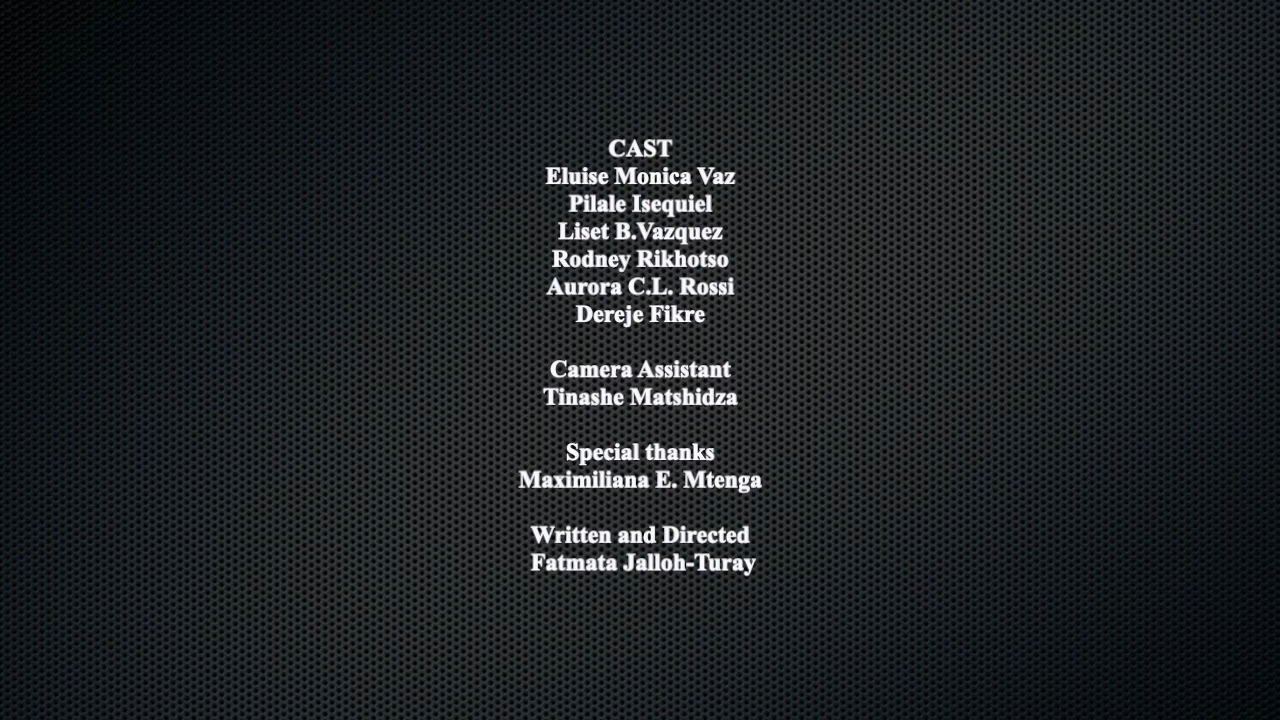 CAST
Eluise Monica Vaz
Pilale Isequiel
Liset B.Vazquez
Rodney Rikhotso
Aurora C.L. Rossi
Dereje Fikre
Camera Assistant
Tinashe Matshidza
Special thanks
Maximiliana E. Mtenga
Written and Directed
Fatmata Jalloh-Turay